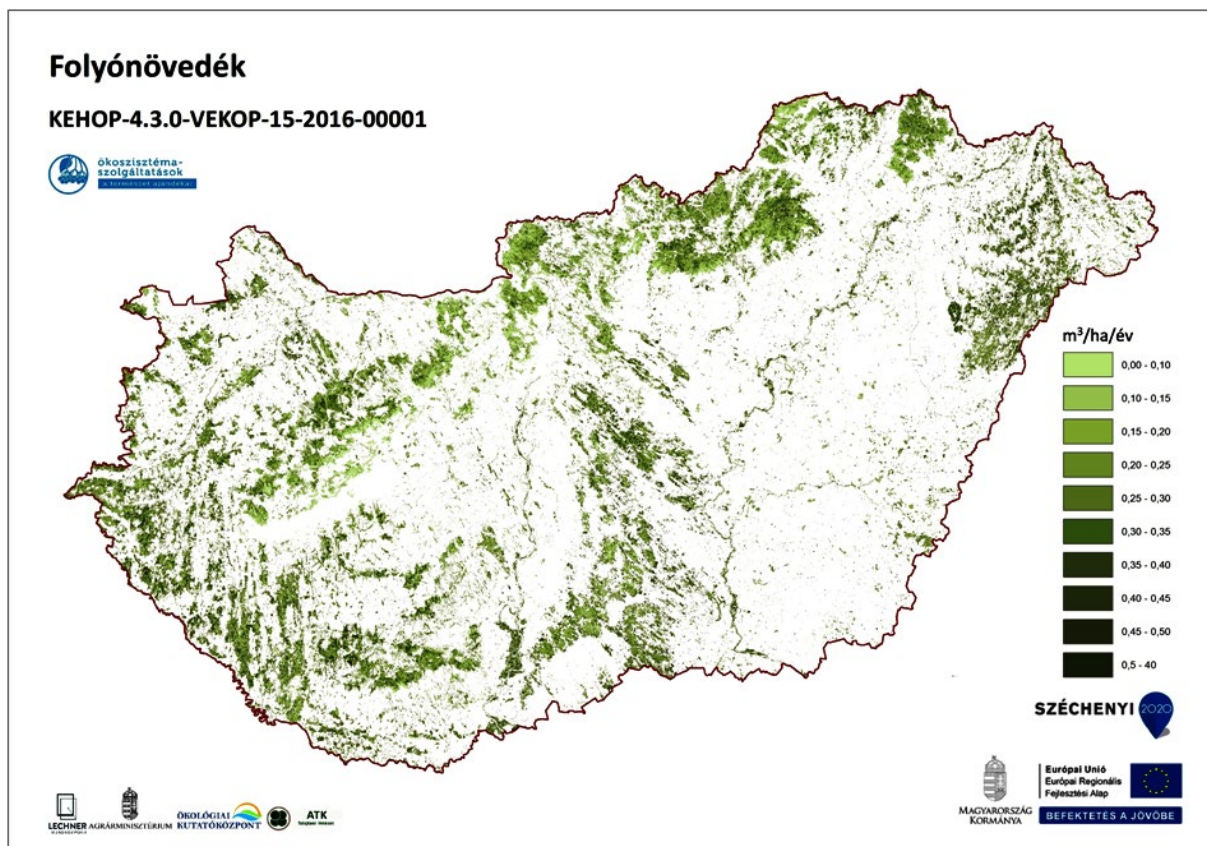 Folyónövedék
KEHOP-4.3.0-VEKOP-15-2016-00001
ökoszisztéma-
szolgáltatások
a természet ajándékai
m³/ha/év
0,00 - 0,10
0,10 - 0,15
0,15 - 0,20
0,20 - 0,25
0,25 - 0,30
0,30 - 0,35
0,35 - 0,40
0,40 - 0,45
0,45 - 0,50
0,5 - 40
SZÉCHENYI 2020
LECHNER
AGRÁRMINISZTÉRIUM
ÖKOLÓGIAI
KUTATÓKÖZPONT
ATK
MAGYARORSZÁG
KORMÁNYA
Európai Unió
Európai Regionális
Fejlesztési Alap
BEFEKTETÉS A JÖVŐBE